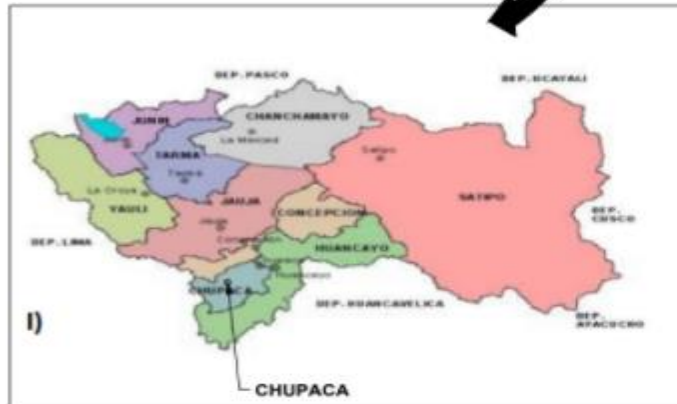 DEP. PASCO
DEP. UCAYALI
JUNIN
CHANCHAMAYO
La Merced
TARMA
Tarma
Satipo
La Oroya
YAULI
JAUJA
Jauja
CONCEPCION
SATIPO
DEP. CUSCO
DEP. LIMA
HUANCAYO
Huancayo
CHUPACA
DEP. HUANCAVELICA
DEP. AYACUCHO
I)
CHUPACA